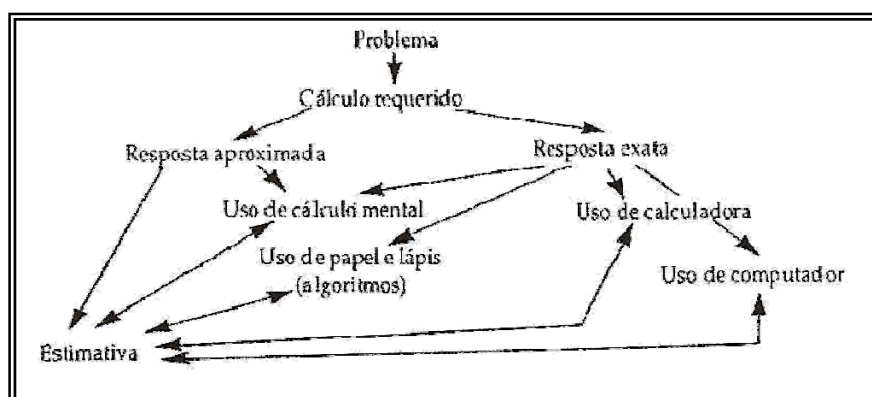 Problema
Cálculo requerido
Resposta aproximada
Resposta exata
Uso de cálculo mental
Uso de calculadora
Uso de papel e lápis
(algoritmos)
Uso de computador
Estimativa